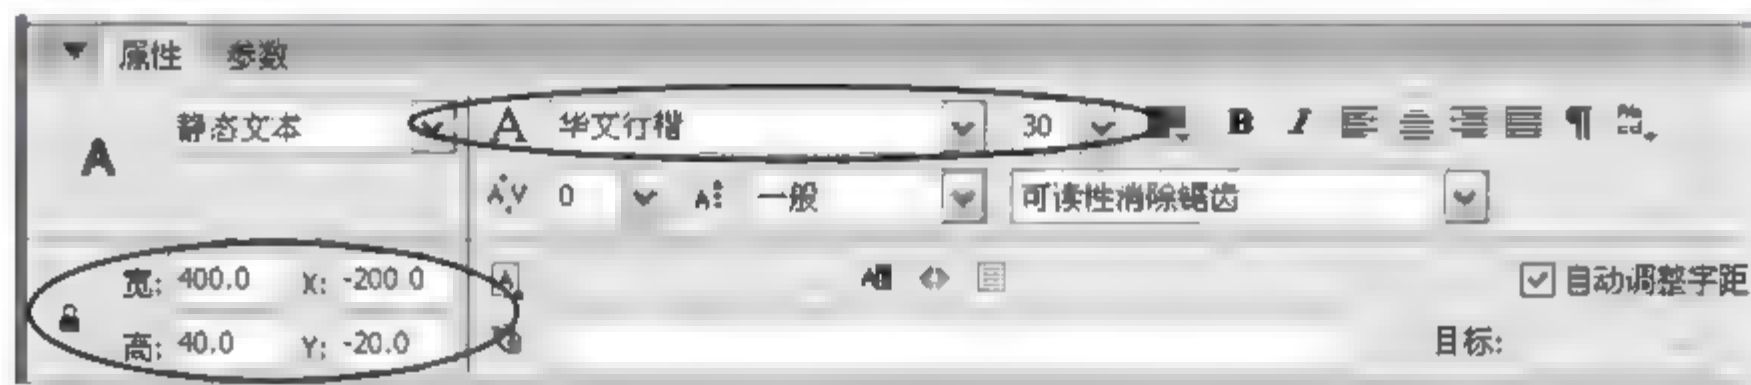 属性 参数
静态文本 A 华文行楷 30 B I ¶
A
A V 0 A 一般 可读性消除锯齿
宽: 400.0 X: -200.0 自动调整字距
高: 40.0 Y: -20.0 目标: